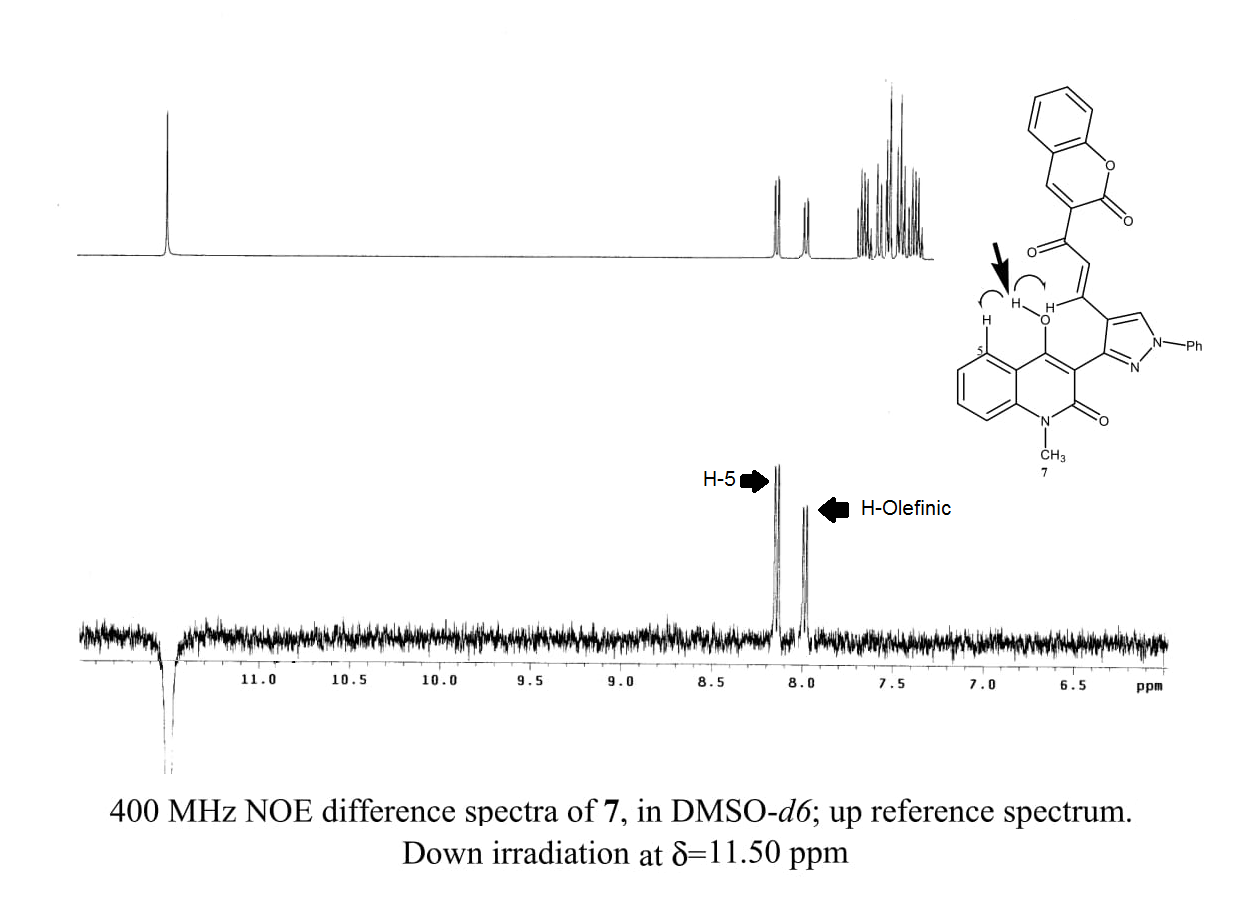 O
O
O
H
H
O
H
5
N
N
Ph
N
O
CH3
7
H-5
H-Olefinic
11.0 10.5 10.0 9.5 9.0 8.5 8.0 7.5 7.0 6.5 ppm
400 MHz NOE difference spectra of 7, in DMSO-d6; up reference spectrum.
Down irradiation at δ=11.50 ppm